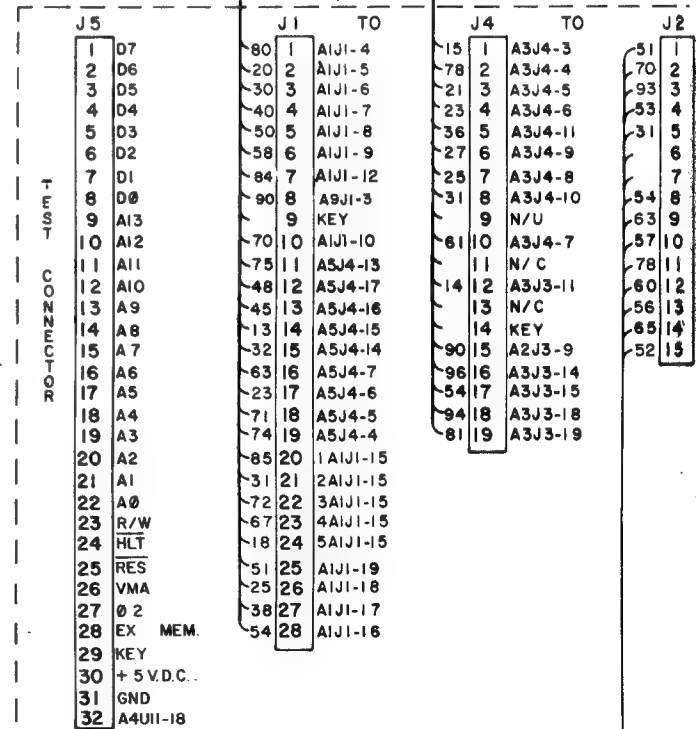 TEST CONNECTOR
J5
1 D7
2 D6
3 D5
4 D4
5 D3
6 D2
7 D1
8 DØ
9 A13
10 A12
11 A11
12 A10
13 A9
14 A8
15 A7
16 A6
17 A5
18 A4
19 A3
20 A2
21 A1
22 AØ
23 R/W
24 HLT
25 RES
26 VMA
27 Ø2
28 EX MEM.
29 KEY
30 +5 V.D.C..
31 GND
32 A4U11-18
J1 TO
80 1 A1J1-4
20 2 A1J1-5
30 3 A1J1-6
40 4 A1J1-7
50 5 A1J1-8
58 6 A1J1-9
84 7 A1J1-12
90 8 A9J1-3
9 KEY
70 10 A1J1-10
75 11 A5J4-13
48 12 A5J4-17
45 13 A5J4-16
13 14 A5J4-15
32 15 A5J4-14
63 16 A5J4-7
23 17 A5J4-6
71 18 A5J4-5
74 19 A5J4-4
85 20 1A1J1-15
31 21 2A1J1-15
72 22 3A1J1-15
67 23 4A1J1-15
18 24 5A1J1-15
51 25 A1J1-19
25 26 A1J1-18
38 27 A1J1-17
54 28 A1J1-16
J4 TO
15 1 A3J4-3
78 2 A3J4-4
21 3 A3J4-5
23 4 A3J4-6
36 5 A3J4-11
27 6 A3J4-9
25 7 A3J4-8
31 8 A3J4-10
9 N/U
61 10 A3J4-7
11 N/C
14 12 A3J3-11
13 N/C
14 KEY
90 15 A2J3-9
96 16 A3J3-14
54 17 A3J3-15
94 18 A3J3-18
81 19 A3J3-19
J2
51 1
70 2
93 3
53 4
31 5
6
7
54 8
63 9
57 10
78 11
60 12
56 13
65 14
52 15